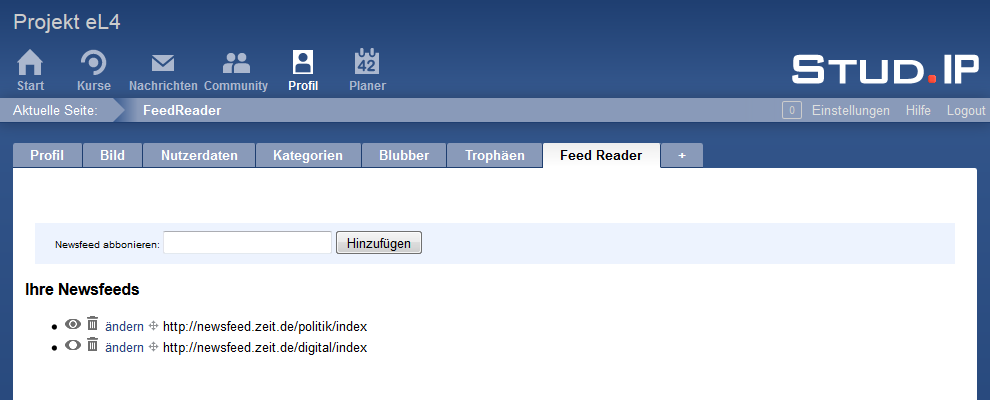 Projekt eL4
42
Start Kurse Nachrichten Community Profil Planer
STUD.IP
Aktuelle Seite: FeedReader 0 Einstellungen Hilfe Logout
Profil Bild Nutzerdaten Kategorien Blubber Trophäen Feed Reader +
Newsfeed abbonieren: Hinzufügen
Ihre Newsfeeds
ändern http://newsfeed.zeit.de/politik/index
ändern http://newsfeed.zeit.de/digital/index